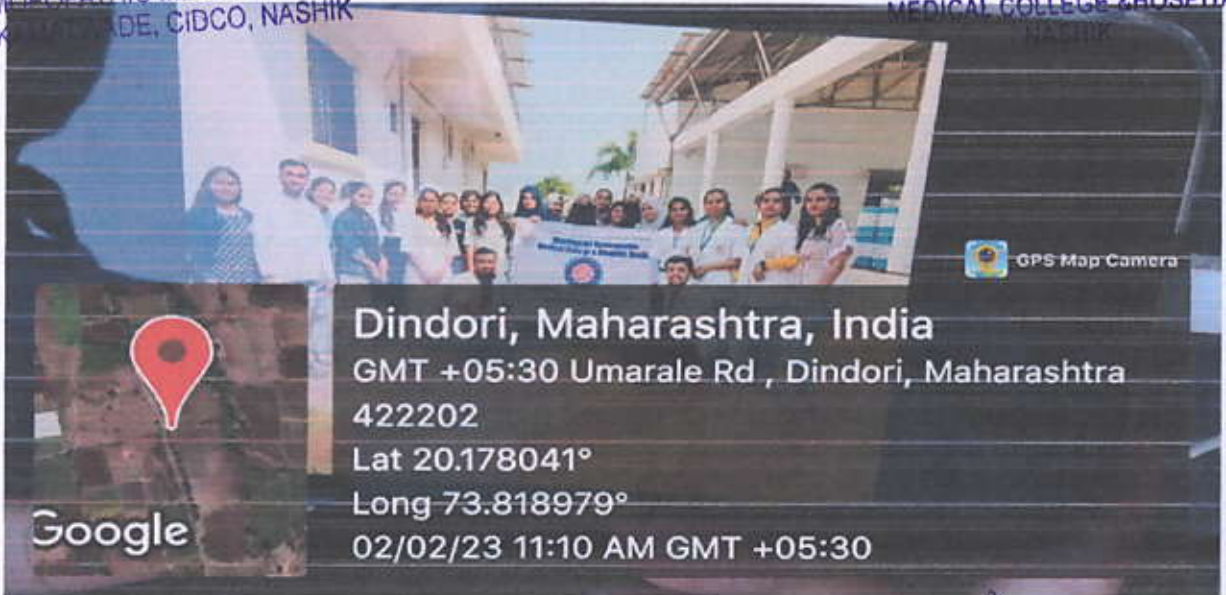 ADE, CIDCO, NASHIK
MEDICAL COLLEGE &HOSPITA
NASHIK
GPS Map Camera
Dindori, Maharashtra, India
GMT +05:30 Umarale Rd , Dindori, Maharashtra
422202
Lat 20.178041°
Long 73.818979°
02/02/23 11:10 AM GMT +05:30
Google